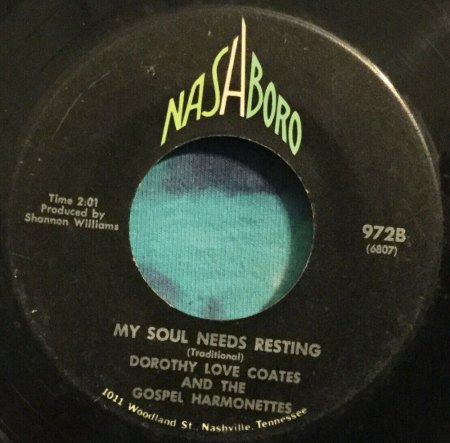 NASHBORO
Time 2:01
Produced by
Shannon Williams
972B
(6807)
MY SOUL NEEDS RESTING
(Traditional)
DOROTHY LOVE COATES
AND THE
GOSPEL HARMONETTES
1011 Woodland St., Nashville, Tennessee